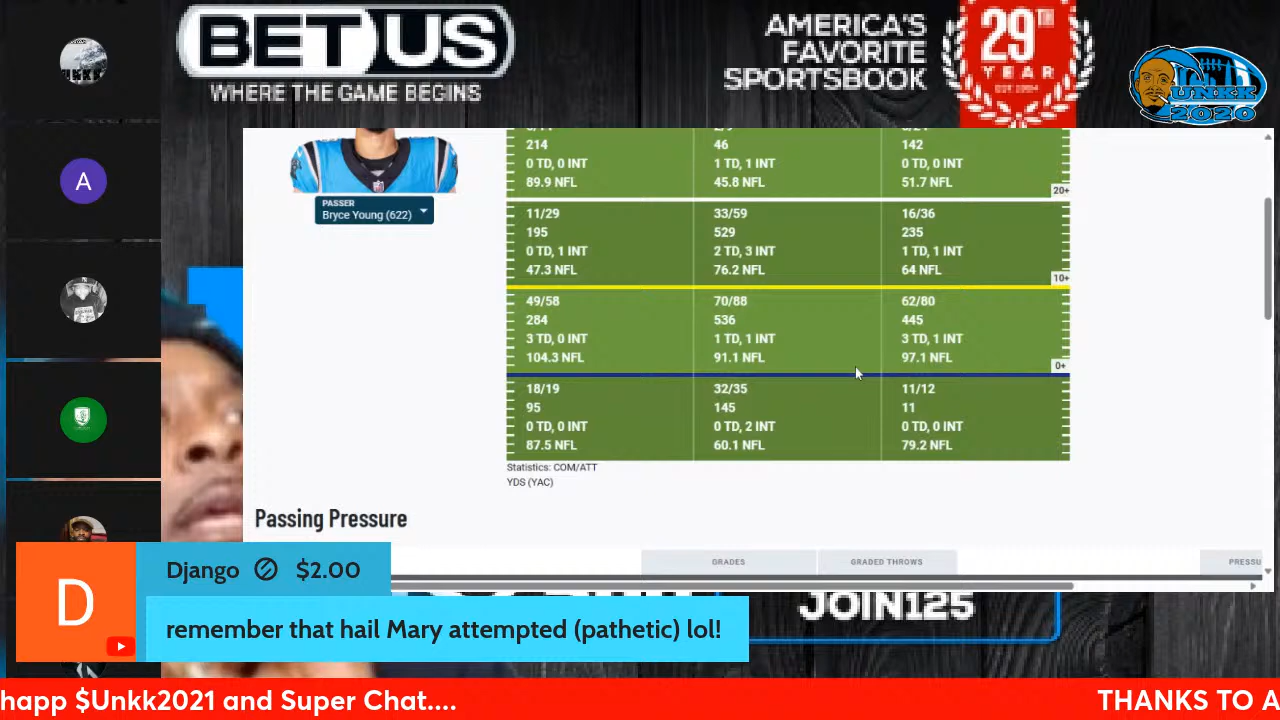 BETUS
WHERE THE GAME BEGINS
AMERICA'S
FAVORITE
SPORTSBOOK
29TH
YEAR
EST 1994
UNKK
2020
A
PASSER
Bryce Young (622)
214
46
142
0 TD, 0 INT
1 TD, 1 INT
0 TD, 0 INT
89.9 NFL
45.8 NFL
51.7 NFL
20+
11/29
33/59
16/36
195
529
235
0 TD, 1 INT
2 TD, 3 INT
1 TD, 1 INT
47.3 NFL
76.2 NFL
64 NFL
10+
49/58
70/88
62/80
284
536
445
3 TD, 0 INT
1 TD, 1 INT
3 TD, 1 INT
104.3 NFL
91.1 NFL
97.1 NFL
0+
18/19
32/35
11/12
95
145
11
0 TD, 0 INT
0 TD, 2 INT
0 TD, 0 INT
87.5 NFL
60.1 NFL
79.2 NFL
Statistics: COM/ATT
YDS (YAC)
Passing Pressure
GRADES
GRADED THROWS
PRESSU
D
Django $2.00
remember that hail Mary attempted (pathetic) lol!
JOIN125
happ $Unkk2021 and Super Chat....
THANKS TO A